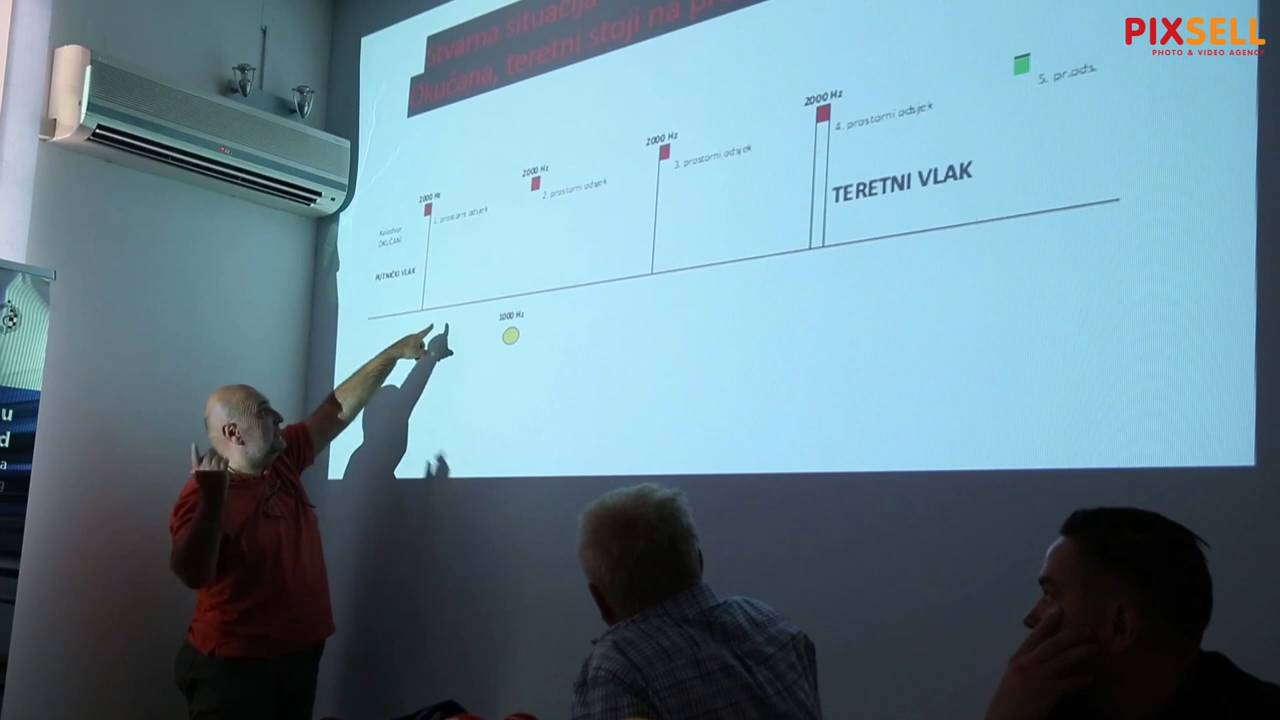 PIXSELL
PHOTO & VIDEO AGENCY
Stvarna situacija
Okučana, teretni stoji na
5. pr.ods.
2000 Hz
4. prostorni odsjek
2000 Hz
3. prostorni odsjek
2000 Hz
2. prostorni odsjek
2000 Hz
1. prostorni odsjek
TERETNI VLAK
Kolodvor
OKUČANI
PUTNIČKI VLAK
1000 Hz
u
d
a
g